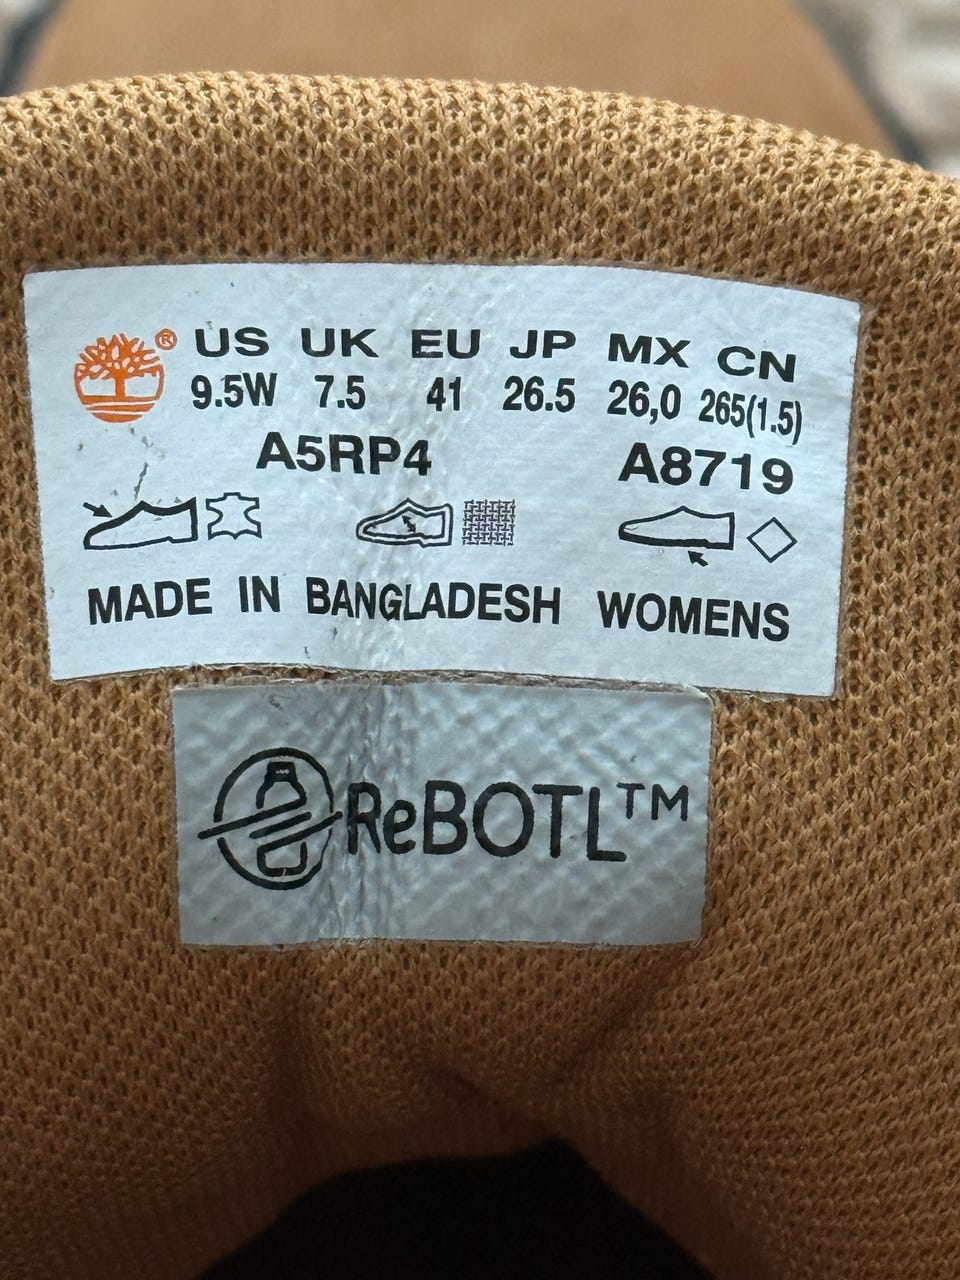 ® US UK EU JP MX CN
9.5W 7.5 41 26.5 26,0 265(1.5)
A5RP4 A8719
MADE IN BANGLADESH WOMENS
ReBOTL™